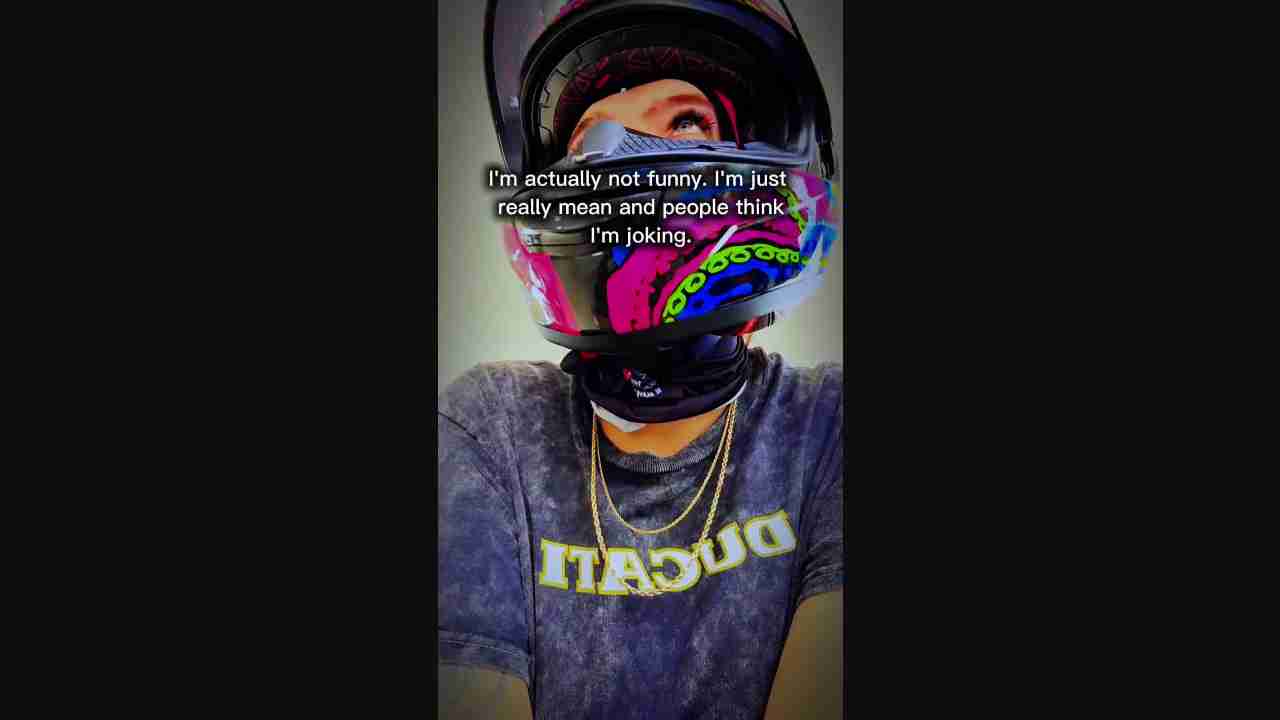 I'm actually not funny. I'm just
really mean and people think
I'm joking.
DUCATI